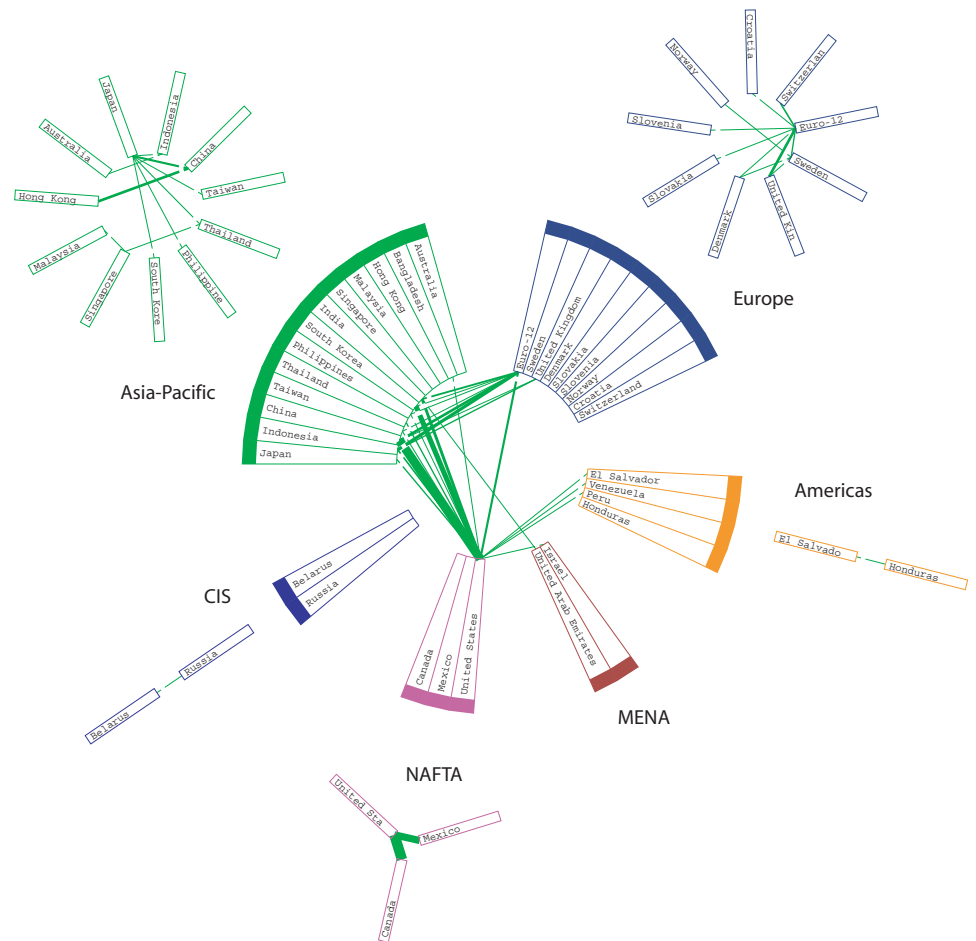 Japan
Indonesia
China
Australia
Taiwan
Hong Kong
Thailand
Malaysia
Singapore
South Kore
Philippine
Croatia
Norway
Switzerlan
Slovenia
Euro-12
Slovakia
Sweden
Denmark
United Kin
Europe
Asia-Pacific
Australia
Bangladesh
Hong Kong
Malaysia
Singapore
India
South Korea
Philippines
Thailand
Taiwan
China
Indonesia
Japan
Euro-12
Sweden
United Kingdom
Denmark
Slovakia
Slovenia
Norway
Croatia
Switzerland
El Salvador
Venezuela
Peru
Honduras
Americas
El Salvado
Honduras
CIS
Belarus
Russia
Russia
Belarus
Canada
Mexico
United States
Israel
United Arab Emirates
MENA
NAFTA
United Sta
Mexico
Canada